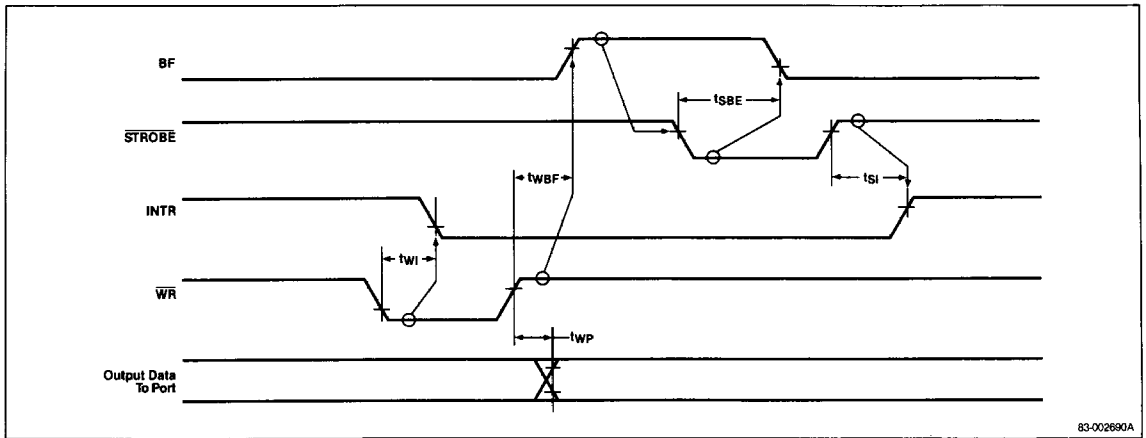 BF
tSBE
STROBE
tWBF
tSI
INTR
tWI
WR
tWP
Output Data
To Port
83-002690A